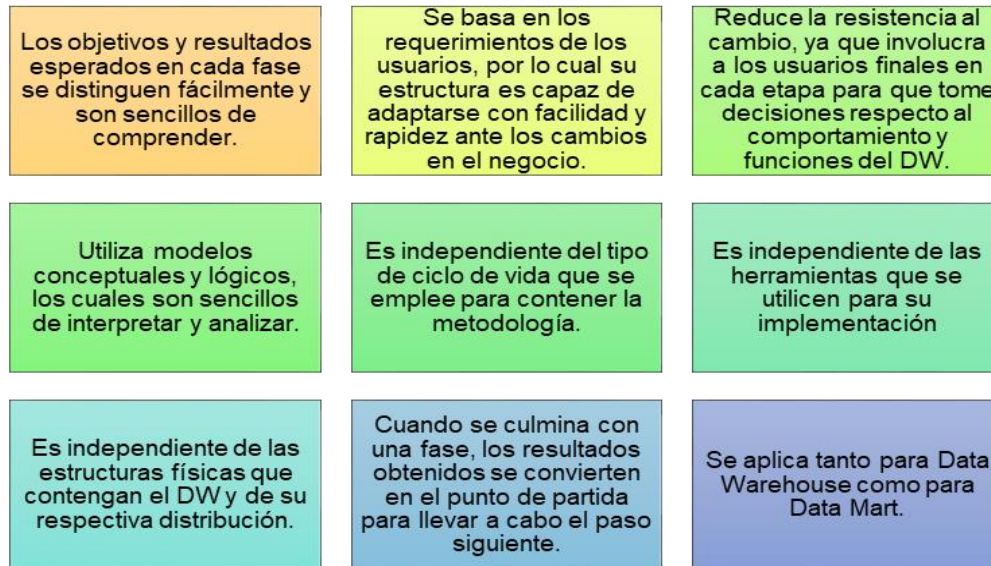 Los objetivos y resultados
esperados en cada fase
se distinguen fácilmente y
son sencillos de
comprender.
Se basa en los
requerimientos de los
usuarios, por lo cual su
estructura es capaz de
adaptarse con facilidad y
rapidez ante los cambios
en el negocio.
Reduce la resistencia al
cambio, ya que involucra
a los usuarios finales en
cada etapa para que tome
decisiones respecto al
comportamiento y
funciones del DW.
Utiliza modelos
conceptuales y lógicos,
los cuales son sencillos
de interpretar y analizar.
Es independiente del tipo
de ciclo de vida que se
emplee para contener la
metodología.
Es independiente de las
herramientas que se
utilicen para su
implementación
Es independiente de las
estructuras físicas que
contengan el DW y de su
respectiva distribución.
Cuando se culmina con
una fase, los resultados
obtenidos se convierten
en el punto de partida
para llevar a cabo el paso
siguiente.
Se aplica tanto para Data
Warehouse como para
Data Mart.